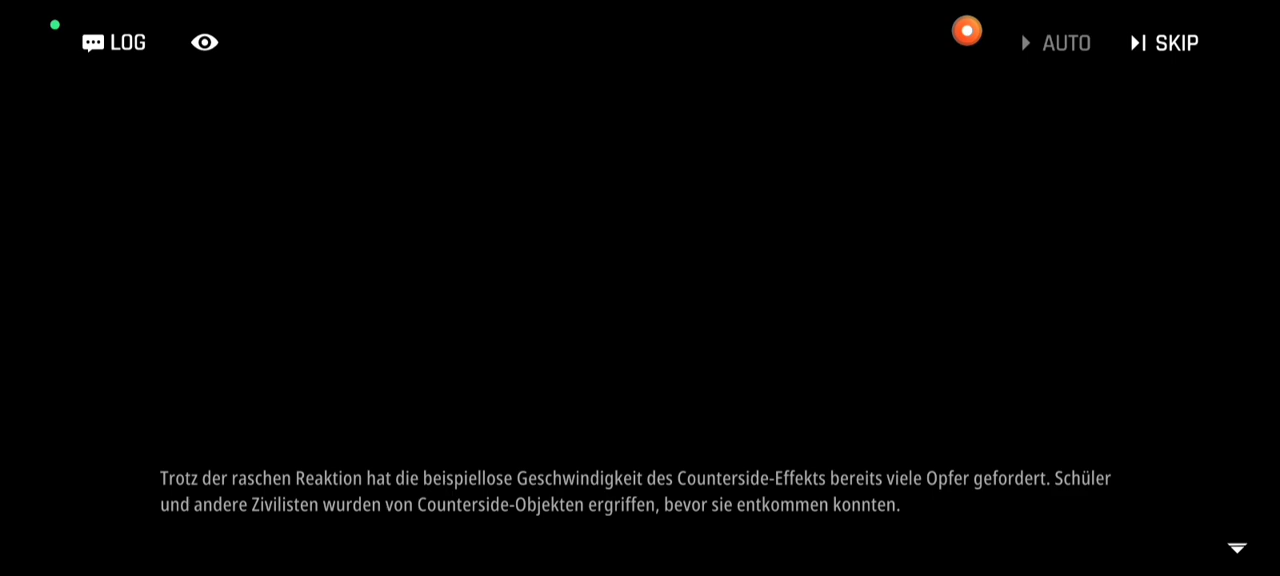 LOG
AUTO
SKIP
Trotz der raschen Reaktion hat die beispiellose Geschwindigkeit des Counterside-Effekts bereits viele Opfer gefordert. Schüler
und andere Zivilisten wurden von Counterside-Objekten ergriffen, bevor sie entkommen konnten.